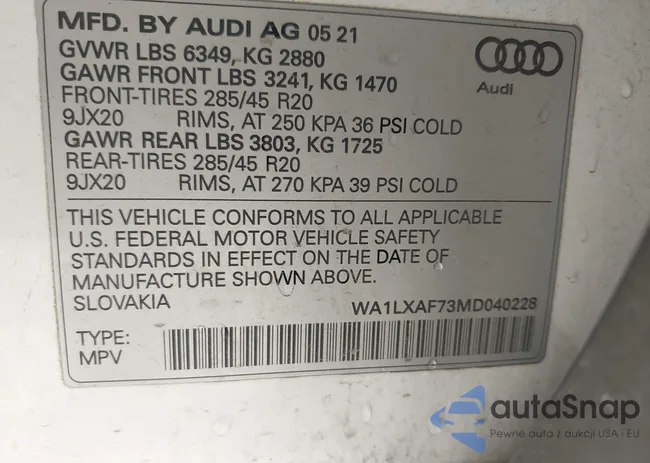 MFD. BY AUDI AG 05 21
GVWR LBS 6349, KG 2880
GAWR FRONT LBS 3241, KG 1470
FRONT-TIRES 285/45 R20
9JX20 RIMS, AT 250 KPA 36 PSI COLD
GAWR REAR LBS 3803, KG 1725
REAR-TIRES 285/45 R20
9JX20 RIMS, AT 270 KPA 39 PSI COLD
Audi
THIS VEHICLE CONFORMS TO ALL APPLICABLE
U.S. FEDERAL MOTOR VEHICLE SAFETY
STANDARDS IN EFFECT ON THE DATE OF
MANUFACTURE SHOWN ABOVE.
SLOVAKIA WA1LXAF73MD040228
TYPE:
MPV
autaSnap
Pewne auta z aukcji USA i EU